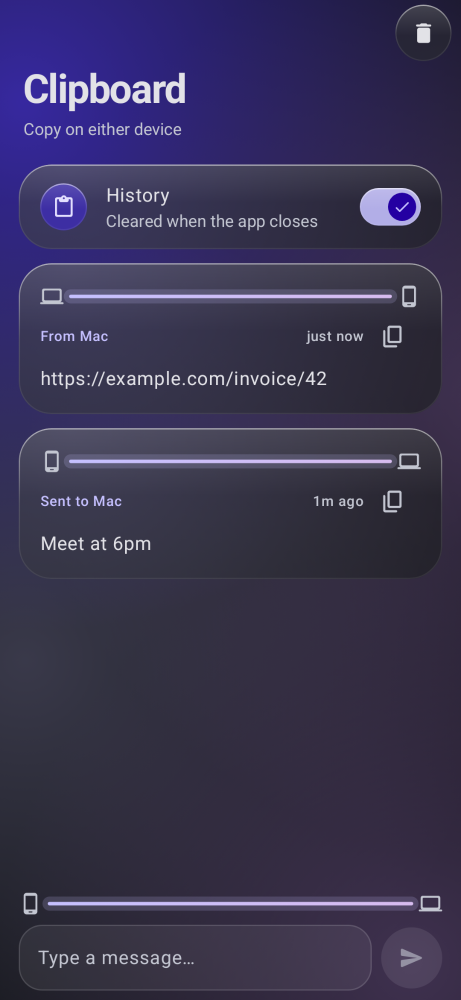 Clipboard
Copy on either device
History
Cleared when the app closes
From Mac
just now
https://example.com/invoice/42
Sent to Mac
1m ago
Meet at 6pm
Type a message…